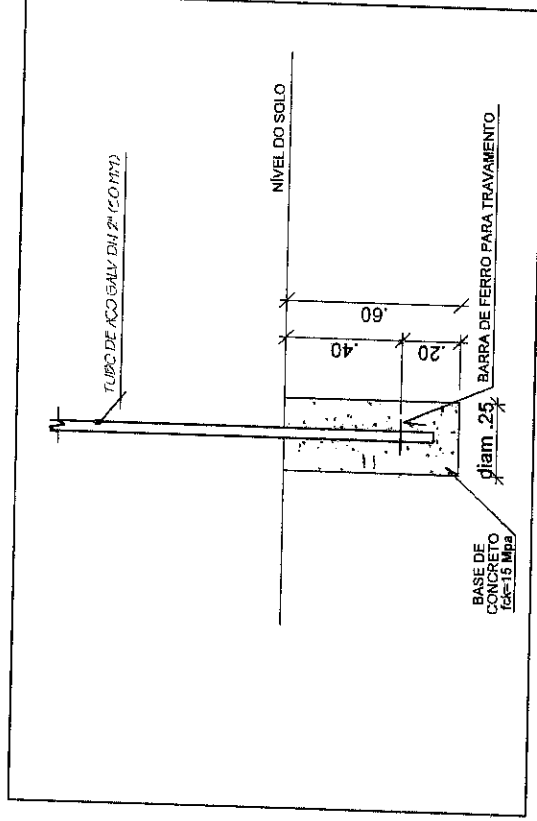 TUBO DE AÇO GALV DN 2" (50 MM)
NÍVEL DO SOLO
.60
.40
.20
BARRA DE FERRO PARA TRAVAMENTO
diam .25
BASE DE
CONCRETO
fck=15 Mpa